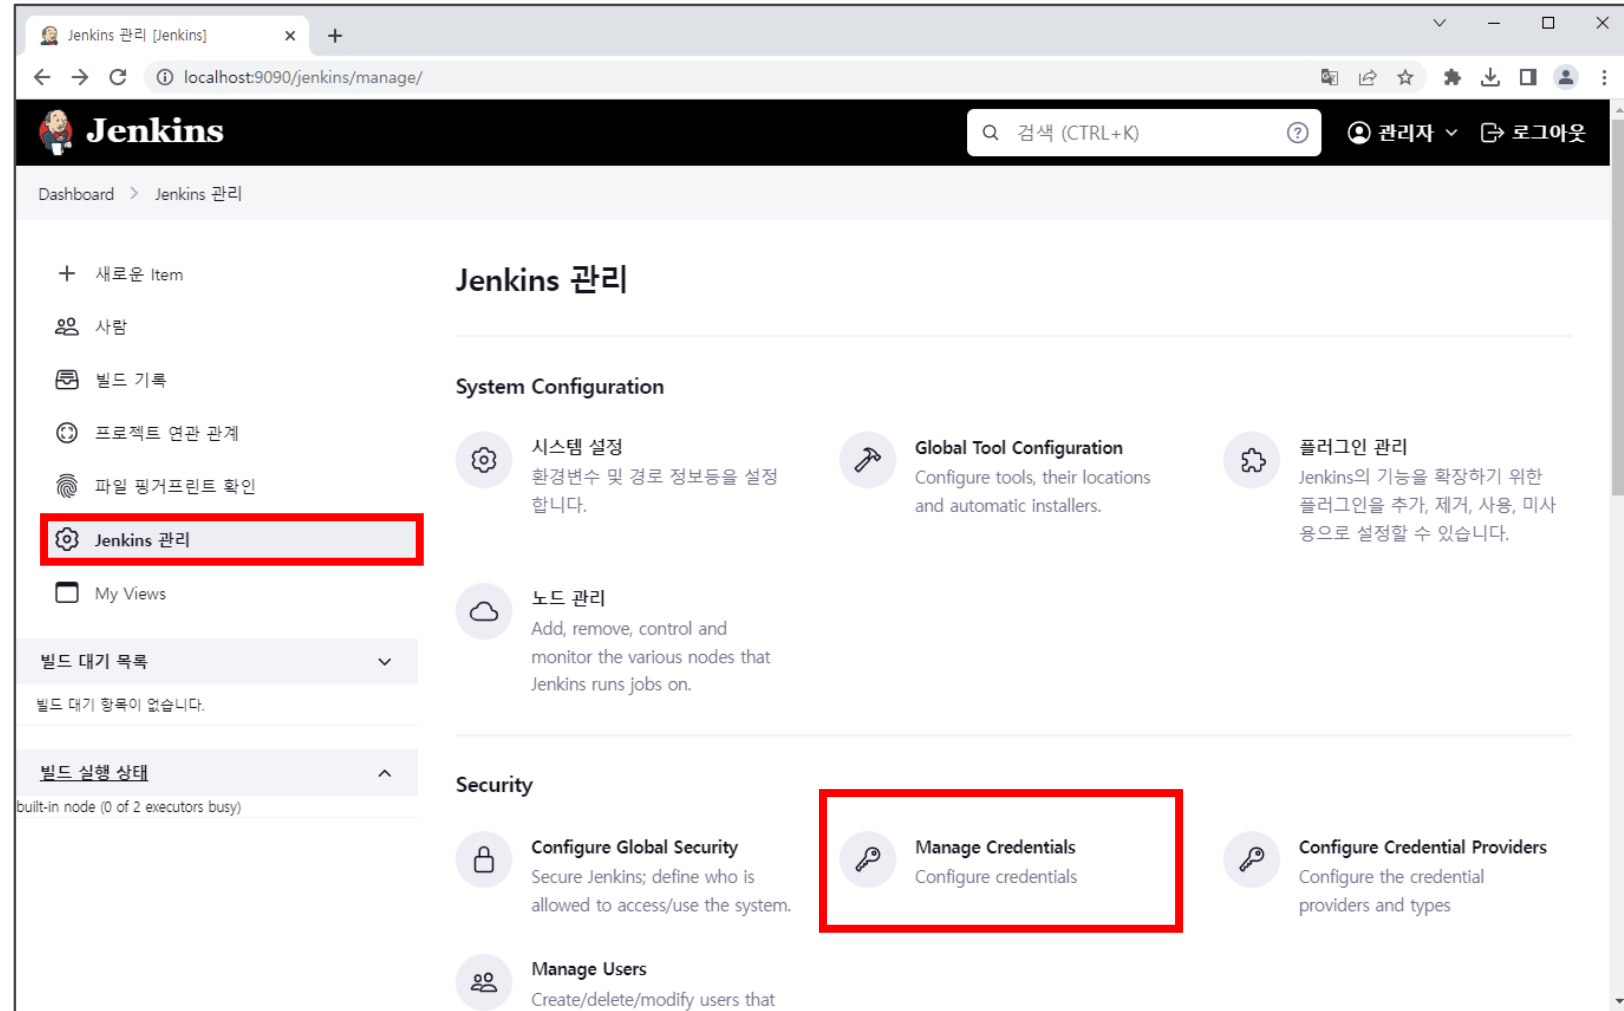 Jenkins 관리 [Jenkins]
localhost:9090/jenkins/manage/
Jenkins
검색 (CTRL+K)
관리자
로그아웃
Dashboard > Jenkins 관리
새로운 Item
사람
빌드 기록
프로젝트 연관 관계
파일 핑거프린트 확인
Jenkins 관리
My Views
빌드 대기 목록
빌드 대기 항목이 없습니다.
빌드 실행 상태
built-in node (0 of 2 executors busy)
Jenkins 관리
System Configuration
시스템 설정
환경변수 및 경로 정보등을 설정
합니다.
Global Tool Configuration
Configure tools, their locations
and automatic installers.
플러그인 관리
Jenkins의 기능을 확장하기 위한
플러그인을 추가, 제거, 사용, 미사
용으로 설정할 수 있습니다.
노드 관리
Add, remove, control and
monitor the various nodes that
Jenkins runs jobs on.
Security
Configure Global Security
Secure Jenkins; define who is
allowed to access/use the system.
Manage Credentials
Configure credentials
Configure Credential Providers
Configure the credential
providers and types
Manage Users
Create/delete/modify users that